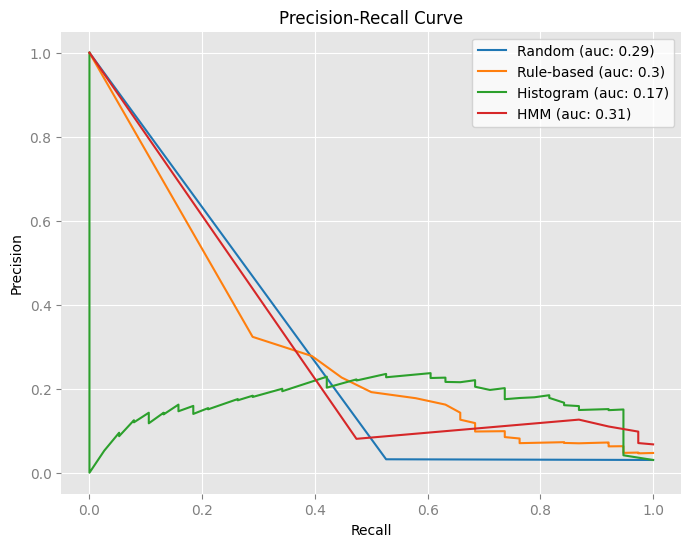 Precision-Recall Curve
Random (auc: 0.29)
Rule-based (auc: 0.3)
Histogram (auc: 0.17)
HMM (auc: 0.31)
Precision
1.0
0.8
0.6
0.4
0.2
0.0
0.0 0.2 0.4 0.6 0.8 1.0
Recall